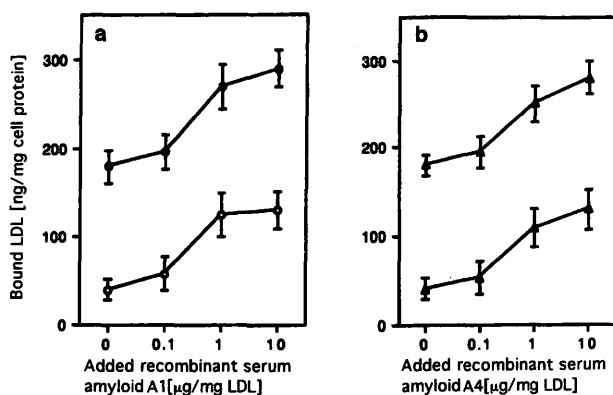 a
b
300
200
100
0
Bound LDL [ng/mg cell protein]
0 0.1 1 10
Added recombinant serum
amyloid A1[µg/mg LDL]
300
200
100
0
0 0.1 1 10
Added recombinant serum
amyloid A4[µg/mg LDL]